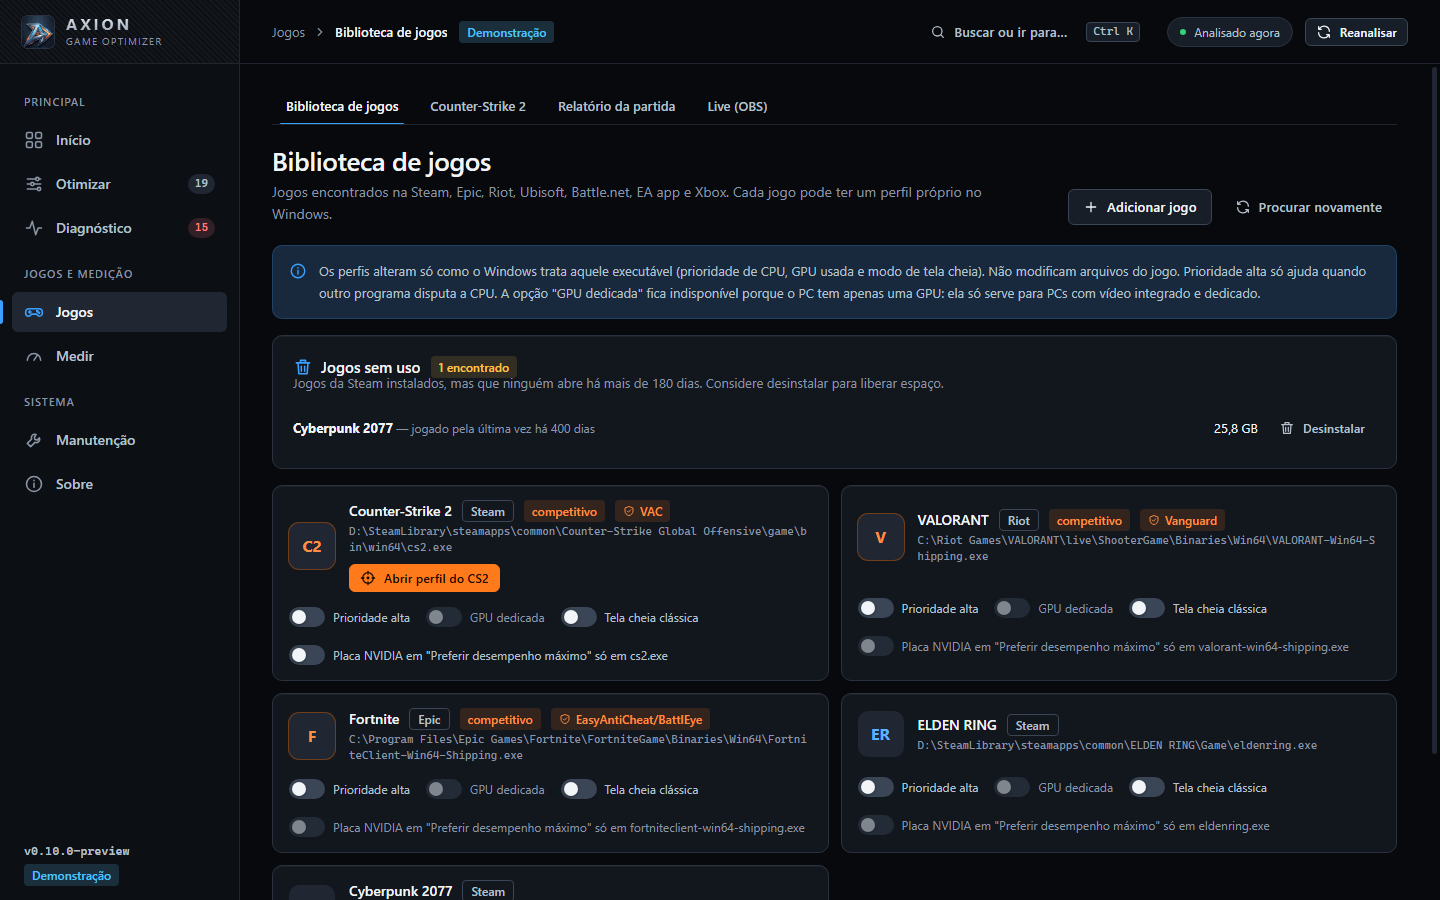 AXION
GAME OPTIMIZER
Jogos > Biblioteca de jogos Demonstração
Buscar ou ir para... Ctrl K
Analisado agora
Reanalisar
PRINCIPAL
Início
Otimizar 19
Diagnóstico 15
JOGOS E MEDIÇÃO
Jogos
Medir
SISTEMA
Manutenção
Sobre
v0.10.0-preview
Demonstração
Biblioteca de jogos Counter-Strike 2 Relatório da partida Live (OBS)
Biblioteca de jogos
Jogos encontrados na Steam, Epic, Riot, Ubisoft, Battle.net, EA app e Xbox. Cada jogo pode ter um perfil próprio no
Windows.
Adicionar jogo
Procurar novamente
Os perfis alteram só como o Windows trata aquele executável (prioridade de CPU, GPU usada e modo de tela cheia). Não modificam arquivos do jogo. Prioridade alta só ajuda quando
outro programa disputa a CPU. A opção "GPU dedicada" fica indisponível porque o PC tem apenas uma GPU: ela só serve para PCs com vídeo integrado e dedicado.
Jogos sem uso 1 encontrado
Jogos da Steam instalados, mas que ninguém abre há mais de 180 dias. Considere desinstalar para liberar espaço.
Cyberpunk 2077 — jogado pela última vez há 400 dias 25,8 GB Desinstalar
C2
Counter-Strike 2 Steam competitivo VAC
D:\SteamLibrary\steamapps\common\Counter-Strike Global Offensive\game\b
in\win64\cs2.exe
Abrir perfil do CS2
Prioridade alta GPU dedicada Tela cheia clássica
Placa NVIDIA em "Preferir desempenho máximo" só em cs2.exe
V
VALORANT Riot competitivo Vanguard
C:\Riot Games\VALORANT\live\ShooterGame\Binaries\Win64\VALORANT-Win64-S
hipping.exe
Prioridade alta GPU dedicada Tela cheia clássica
Placa NVIDIA em "Preferir desempenho máximo" só em valorant-win64-shipping.exe
F
Fortnite Epic competitivo EasyAntiCheat/BattlEye
C:\Program Files\Epic Games\Fortnite\FortniteGame\Binaries\Win64\Fortni
teClient-Win64-Shipping.exe
Prioridade alta GPU dedicada Tela cheia clássica
Placa NVIDIA em "Preferir desempenho máximo" só em fortniteclient-win64-shipping.exe
ER
ELDEN RING Steam
D:\SteamLibrary\steamapps\common\ELDEN RING\Game\eldenring.exe
Prioridade alta GPU dedicada Tela cheia clássica
Placa NVIDIA em "Preferir desempenho máximo" só em eldenring.exe
Cyberpunk 2077 Steam